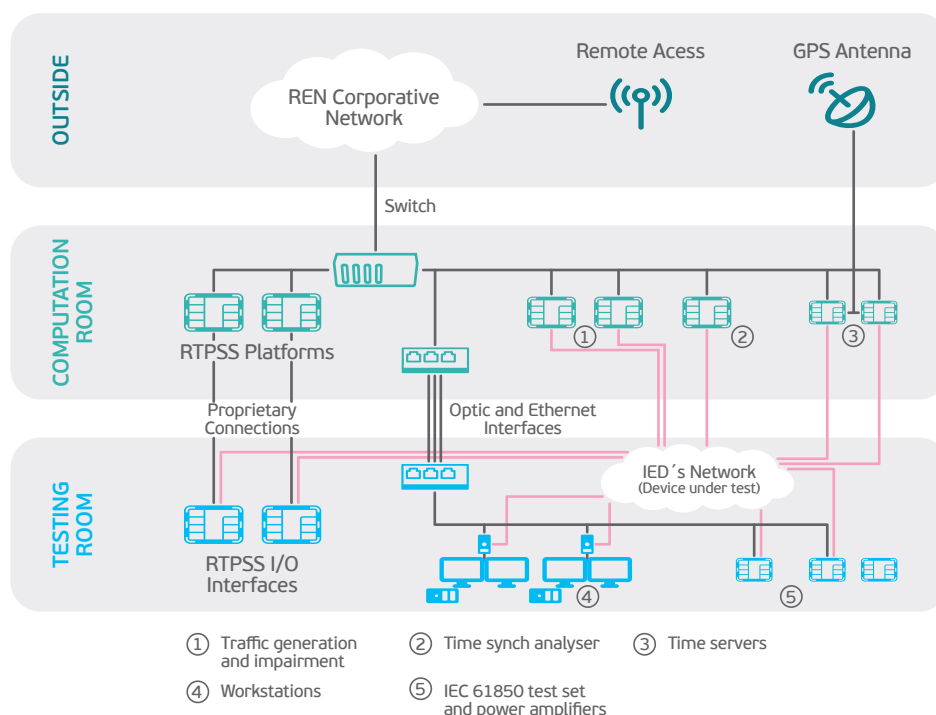 OUTSIDE
Remote Acess
GPS Antenna
REN Corporative
Network
Switch
COMPUTATION
ROOM
RTPSS Platforms
1
2
3
Proprietary
Connections
Optic and Ethernet
Interfaces
TESTING
ROOM
IED´s Network
(Device under test)
RTPSS I/O
Interfaces
4
5
1 Traffic generation
and impairment
2 Time synch analyser
3 Time servers
4 Workstations
5 IEC 61850 test set
and power amplifiers